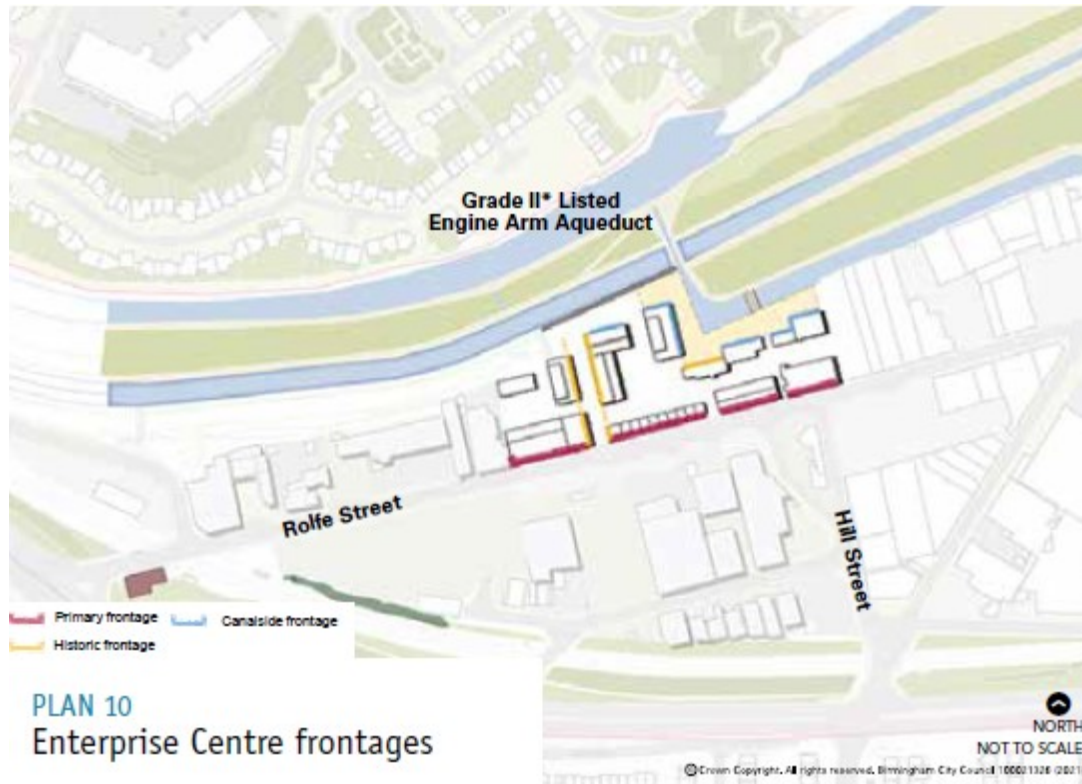 Grade II* Listed
Engine Arm Aqueduct
Rolfe Street
Hill Street
Primary frontage
Canalside frontage
Historic frontage
PLAN 10
Enterprise Centre frontages
NORTH
NOT TO SCALE
© Crown Copyright. All rights reserved. Birmingham City Council